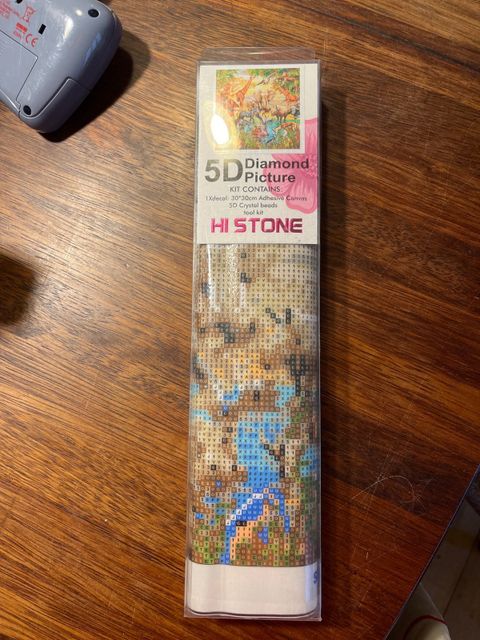 5D Diamond
Picture
KIT CONTAINS:
1Xdecal: 30*30cm Adhesive Canvas
5D Crystal beads
tool kit
HI STONE